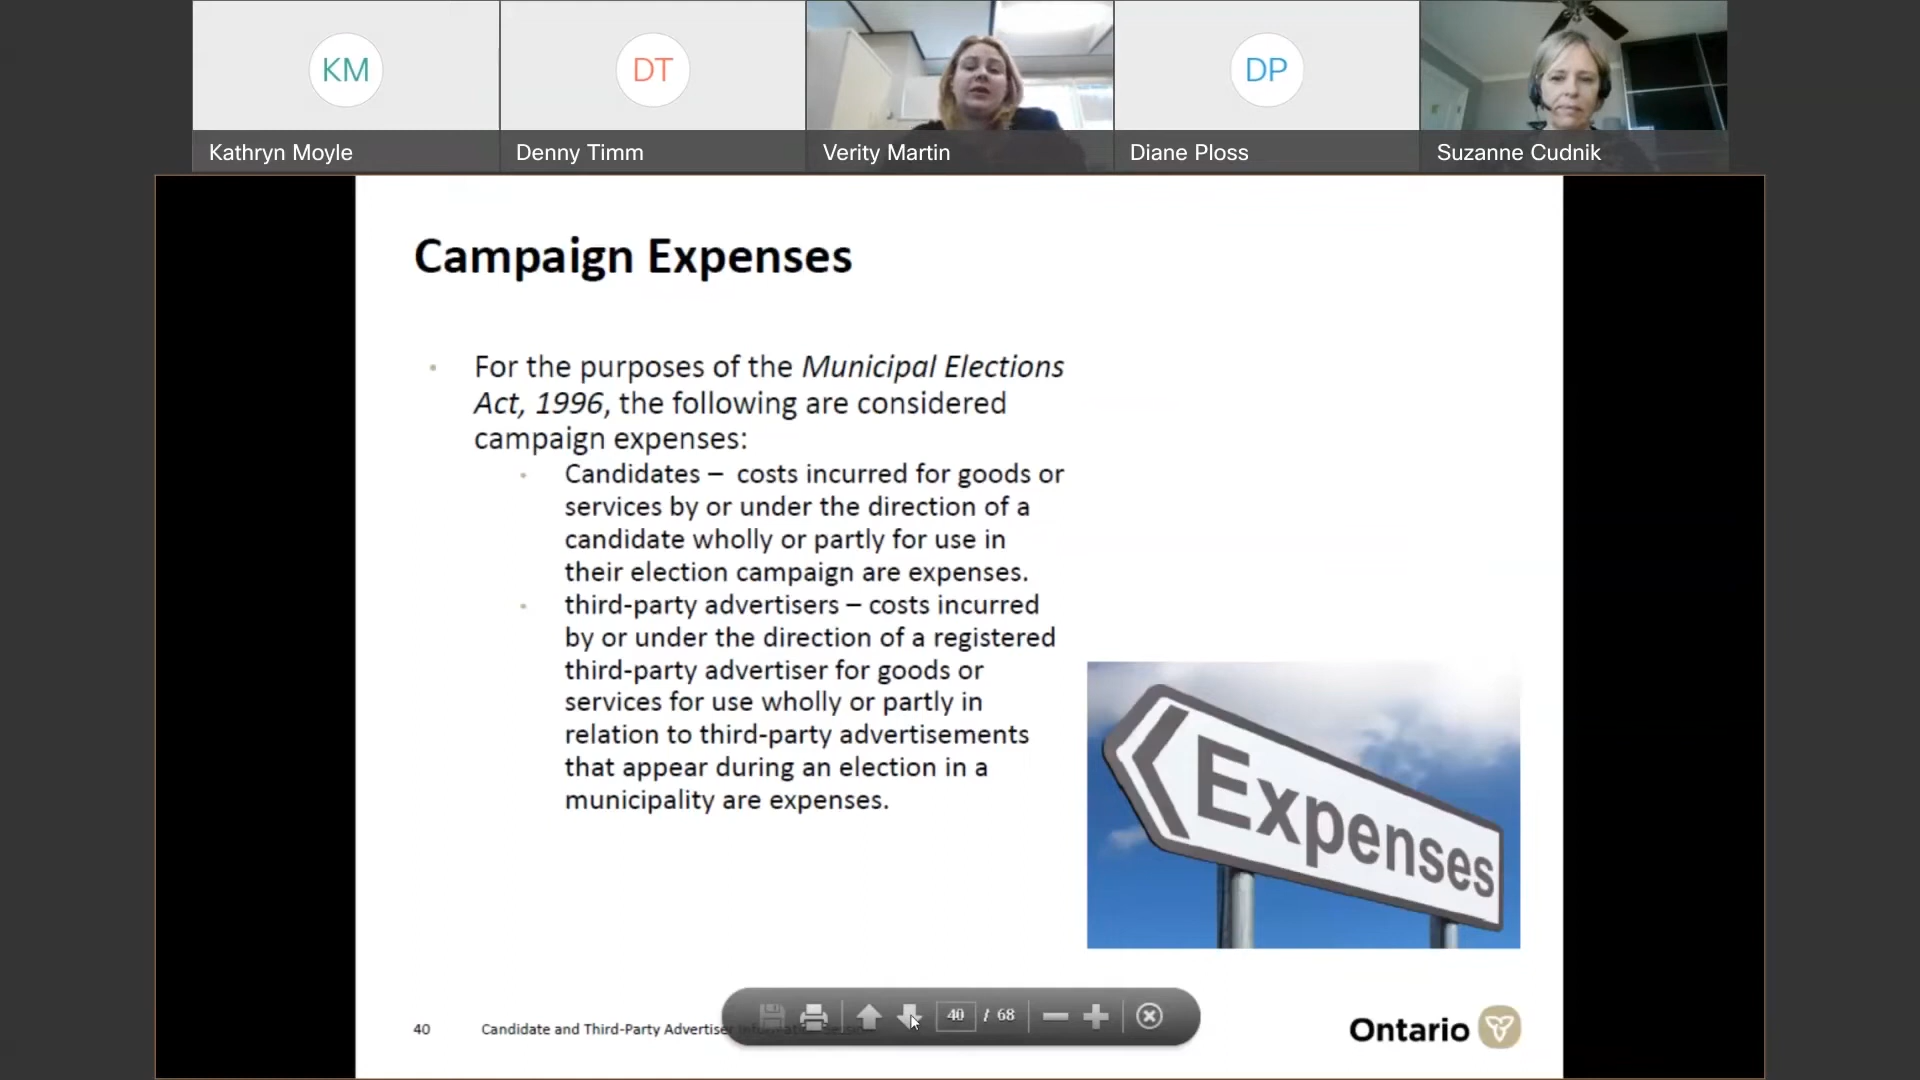 KM
DT
DP
Kathryn Moyle
Denny Timm
Verity Martin
Diane Ploss
Suzanne Cudnik
Campaign Expenses
For the purposes of the Municipal Elections
Act, 1996, the following are considered
campaign expenses:
Candidates – costs incurred for goods or
services by or under the direction of a
candidate wholly or partly for use in
their election campaign are expenses.
third-party advertisers – costs incurred
by or under the direction of a registered
third-party advertiser for goods or
services for use wholly or partly in
relation to third-party advertisements
that appear during an election in a
municipality are expenses.
Expenses
40 / 68
40
Candidate and Third-Party Advertiser
Ontario